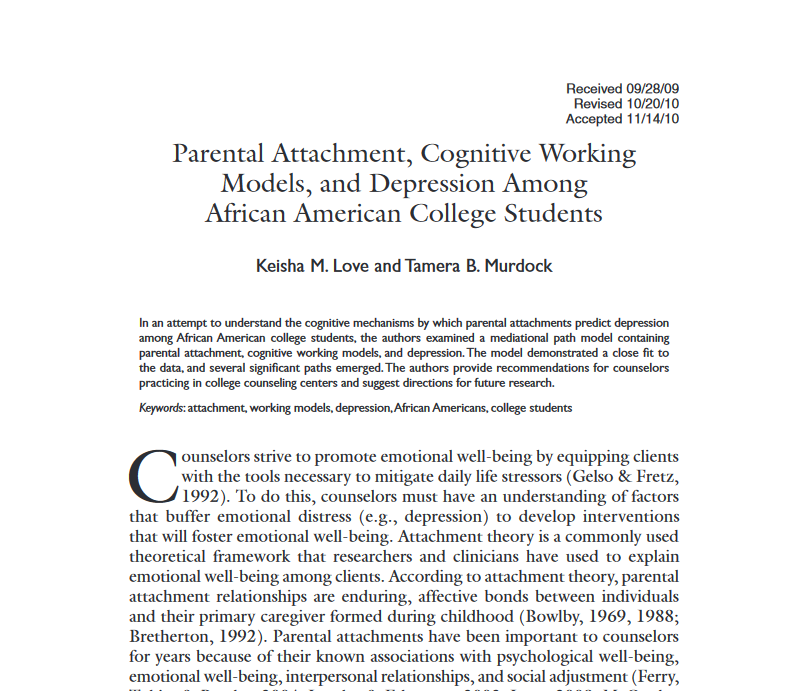 Received 09/28/09
Revised 10/20/10
Accepted 11/14/10
Parental Attachment, Cognitive Working
Models, and Depression Among
African American College Students
Keisha M. Love and Tamera B. Murdock
In an attempt to understand the cognitive mechanisms by which parental attachments predict depression
among African American college students, the authors examined a mediational path model containing
parental attachment, cognitive working models, and depression. The model demonstrated a close fit to
the data, and several significant paths emerged. The authors provide recommendations for counselors
practicing in college counseling centers and suggest directions for future research.
Keywords: attachment, working models, depression, African Americans, college students
Counselors strive to promote emotional well-being by equipping clients
with the tools necessary to mitigate daily life stressors (Gelso & Fretz,
1992). To do this, counselors must have an understanding of factors
that buffer emotional distress (e.g., depression) to develop interventions
that will foster emotional well-being. Attachment theory is a commonly used
theoretical framework that researchers and clinicians have used to explain
emotional well-being among clients. According to attachment theory, parental
attachment relationships are enduring, affective bonds between individuals
and their primary caregiver formed during childhood (Bowlby, 1969, 1988;
Bretherton, 1992). Parental attachments have been important to counselors
for years because of their known associations with psychological well-being,
emotional well-being, interpersonal relationships, and social adjustment (Ferry,